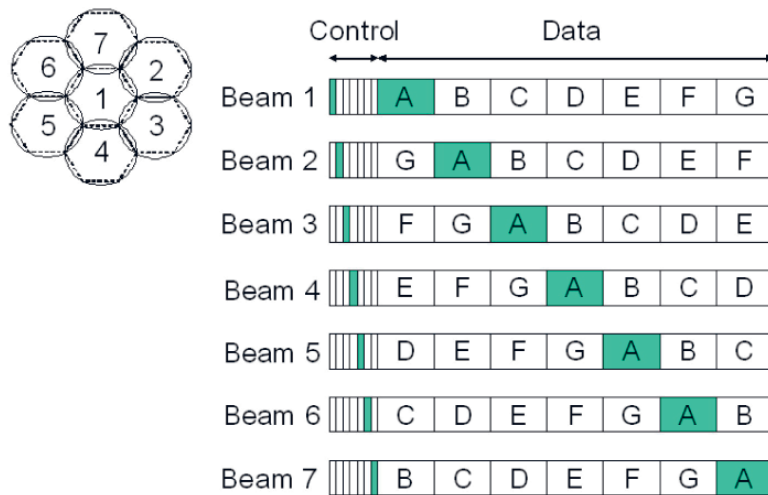 Control Data
7
6 2
1
5 3
4
Beam 1 A B C D E F G
Beam 2 G A B C D E F
Beam 3 F G A B C D E
Beam 4 E F G A B C D
Beam 5 D E F G A B C
Beam 6 C D E F G A B
Beam 7 B C D E F G A